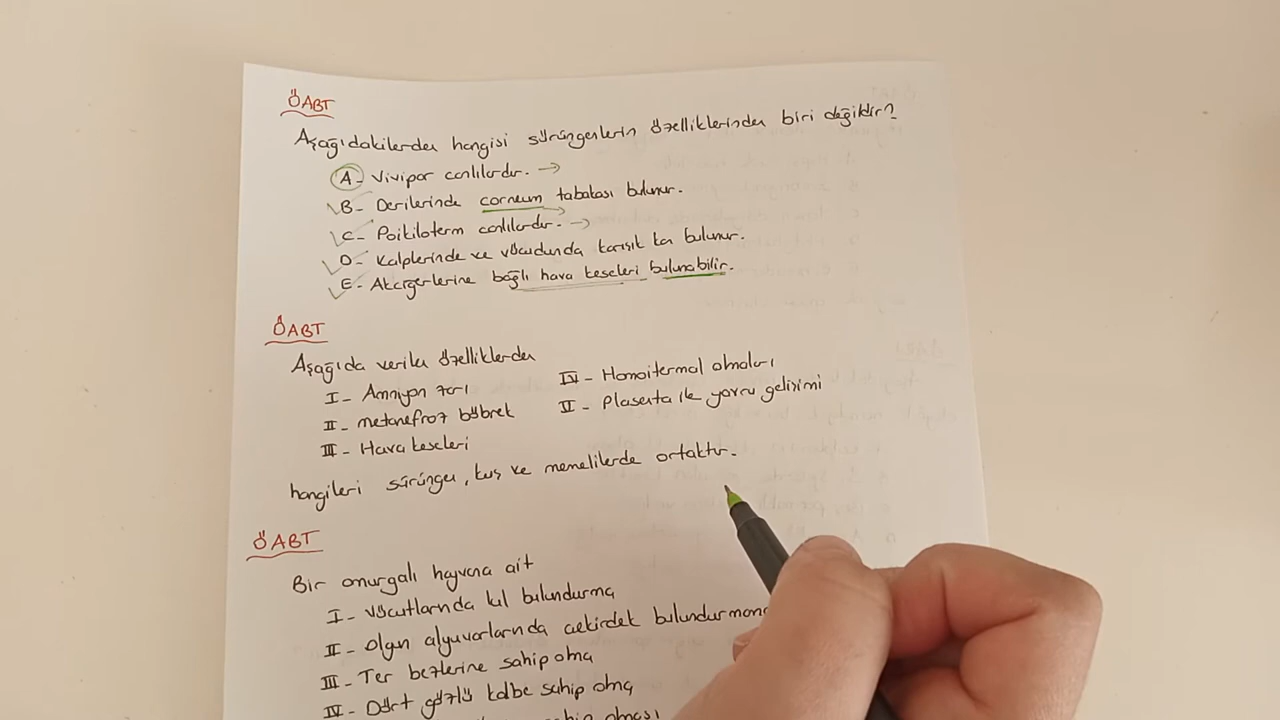 ÖABT
Aşağıdakilerden hangisi sürüngenlerin özelliklerinden biri değildir?
A- Vivipar canlılardır. →
B- Derilerinde corneum tabakası bulunur.
C- Poikiloterm canlılardır. →
D- Kalplerinde ve vücudunda karışık kan bulunur.
E- Akciğerlerine bağlı hava keseleri bulunabilir.
ÖABT
Aşağıda verilen özelliklerden
I- Amniyon zarı
II- metanefroz böbrek
III- Hava keseleri
IV- Homoitermal olmaları
II- Plasenta ile yavru gelişimi
hangileri sürüngen, kuş ve memelilerde ortaktır.
ÖABT
Bir omurgalı hayvana ait
I- Vücutlarında kıl bulundurma
II- Olgun alyuvarlarında çekirdek bulundurmama
III- Ter bezlerine sahip olma
IV- Dört gözlü kalbe sahip olma
olması